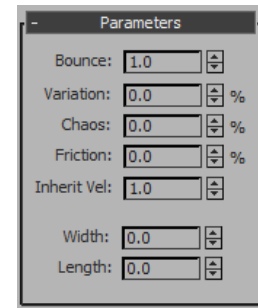 - Parameters
Bounce: 1.0
Variation: 0.0 %
Chaos: 0.0 %
Friction: 0.0 %
Inherit Vel: 1.0
Width: 0.0
Length: 0.0